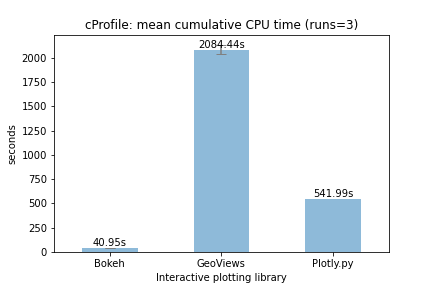 cProfile: mean cumulative CPU time (runs=3)
2000
1750
1500
1250
1000
750
500
250
0
seconds
40.95s
2084.44s
541.99s
Bokeh
GeoViews
Plotly.py
Interactive plotting library